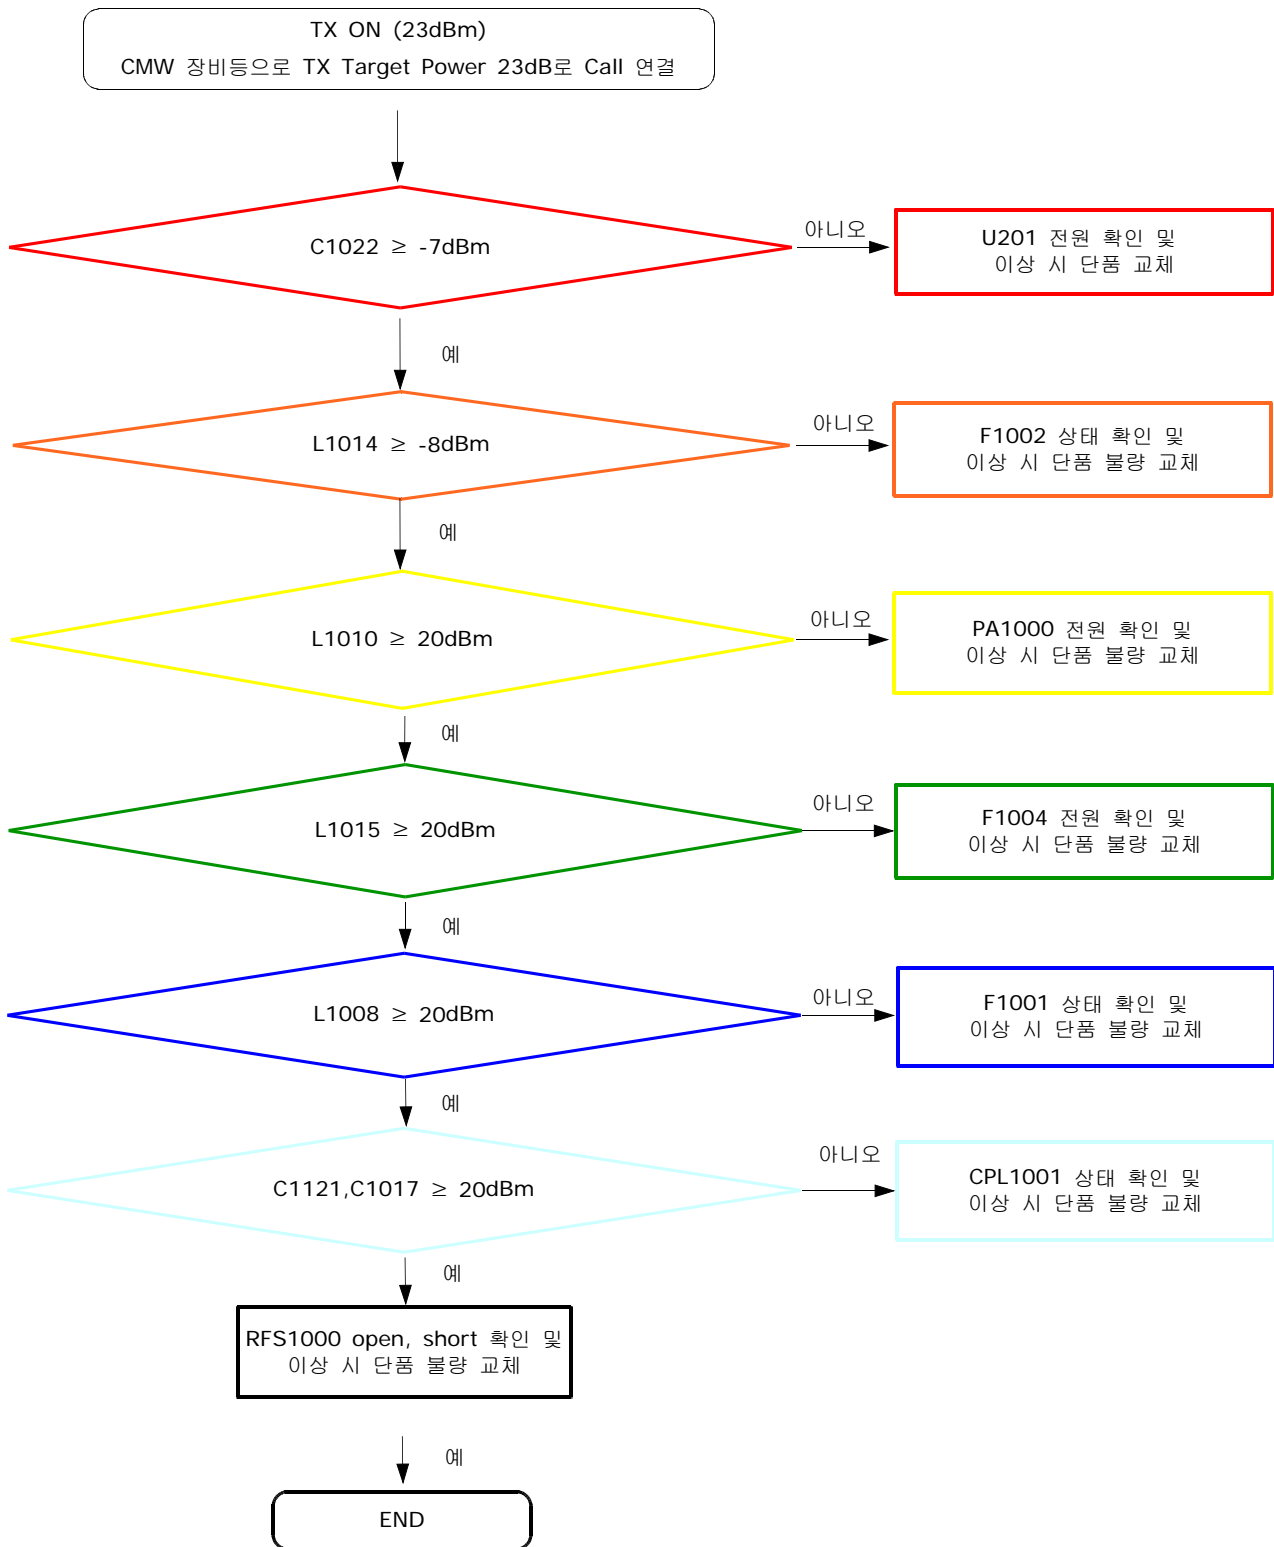 TX ON (23dBm)
CMW 장비등으로 TX Target Power 23dB로 Call 연결
C1022 ≥ -7dBm
아니오
U201 전원 확인 및
이상 시 단품 교체
예
L1014 ≥ -8dBm
아니오
F1002 상태 확인 및
이상 시 단품 불량 교체
예
L1010 ≥ 20dBm
아니오
PA1000 전원 확인 및
이상 시 단품 불량 교체
예
L1015 ≥ 20dBm
아니오
F1004 전원 확인 및
이상 시 단품 불량 교체
예
L1008 ≥ 20dBm
아니오
F1001 상태 확인 및
이상 시 단품 불량 교체
예
C1121,C1017 ≥ 20dBm
아니오
CPL1001 상태 확인 및
이상 시 단품 불량 교체
예
RFS1000 open, short 확인 및
이상 시 단품 불량 교체
예
END